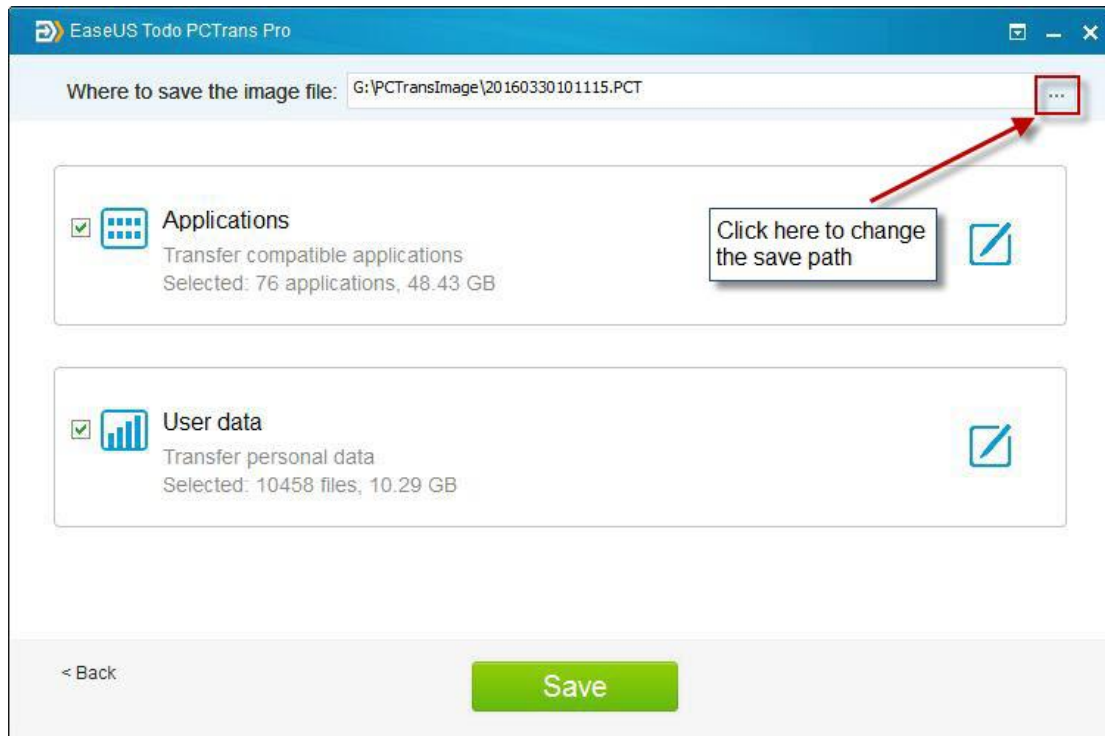 EaseUS Todo PCTrans Pro
Where to save the image file: G:\PCTransImage\20160330101115.PCT ...
Applications
Transfer compatible applications
Selected: 76 applications, 48.43 GB
Click here to change
the save path
User data
Transfer personal data
Selected: 10458 files, 10.29 GB
< Back
Save